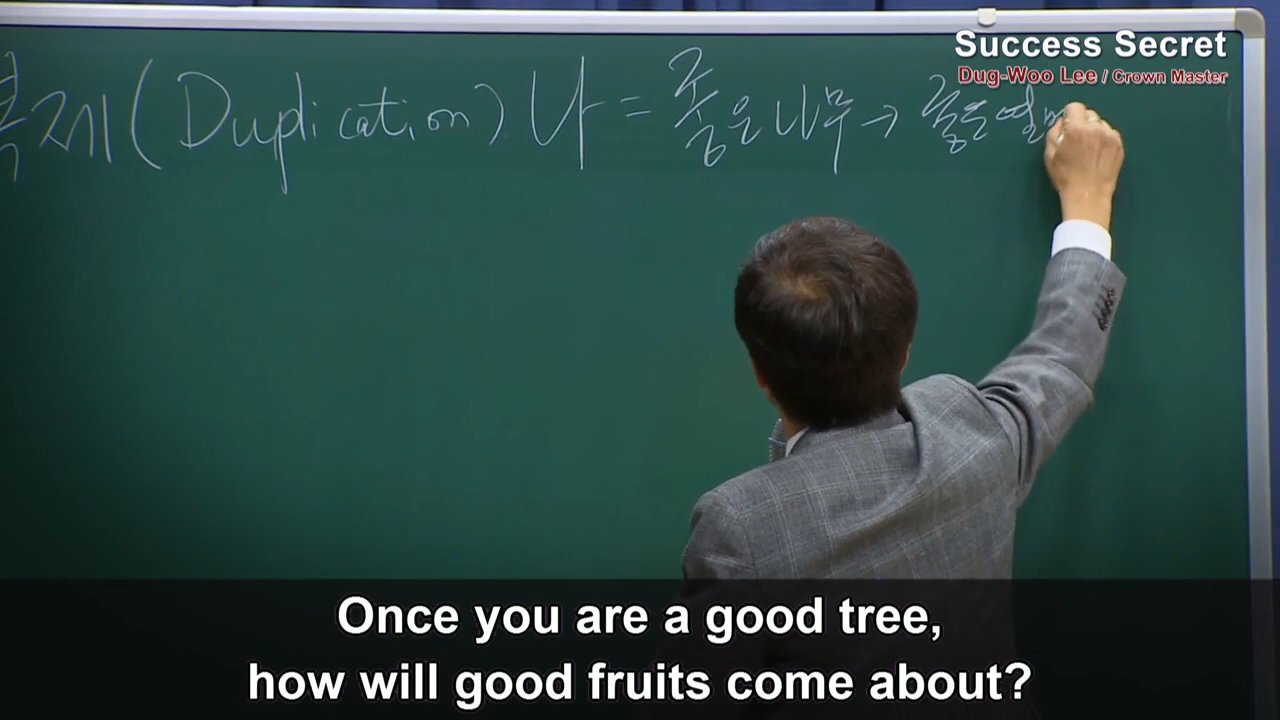 Success Secret
Dug-Woo Lee / Crown Master
복제 (Duplication) 나 = 좋은 나무 → 좋은 열매
Once you are a good tree,
how will good fruits come about?